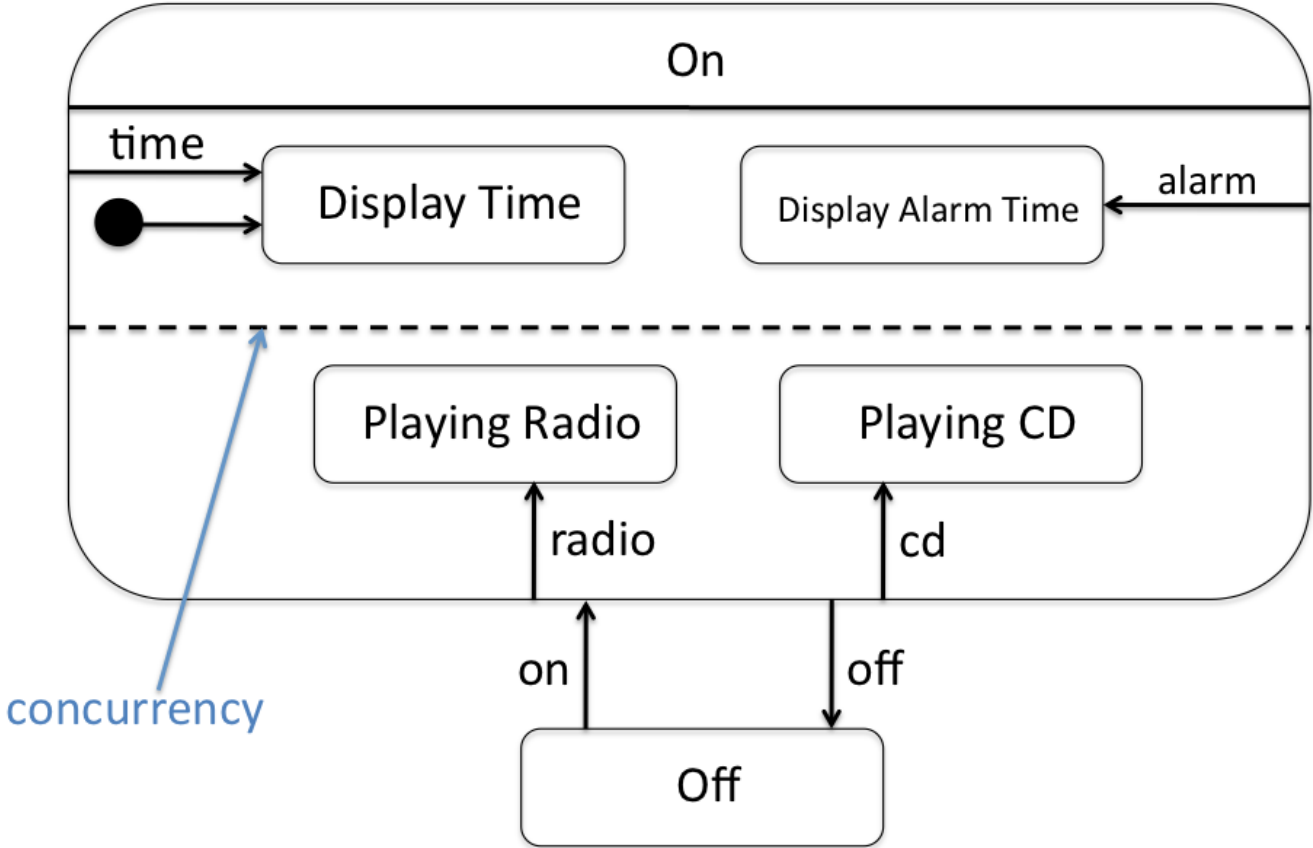 On
time
Display Time
Display Alarm Time
alarm
Playing Radio
Playing CD
radio
cd
on
off
concurrency
Off